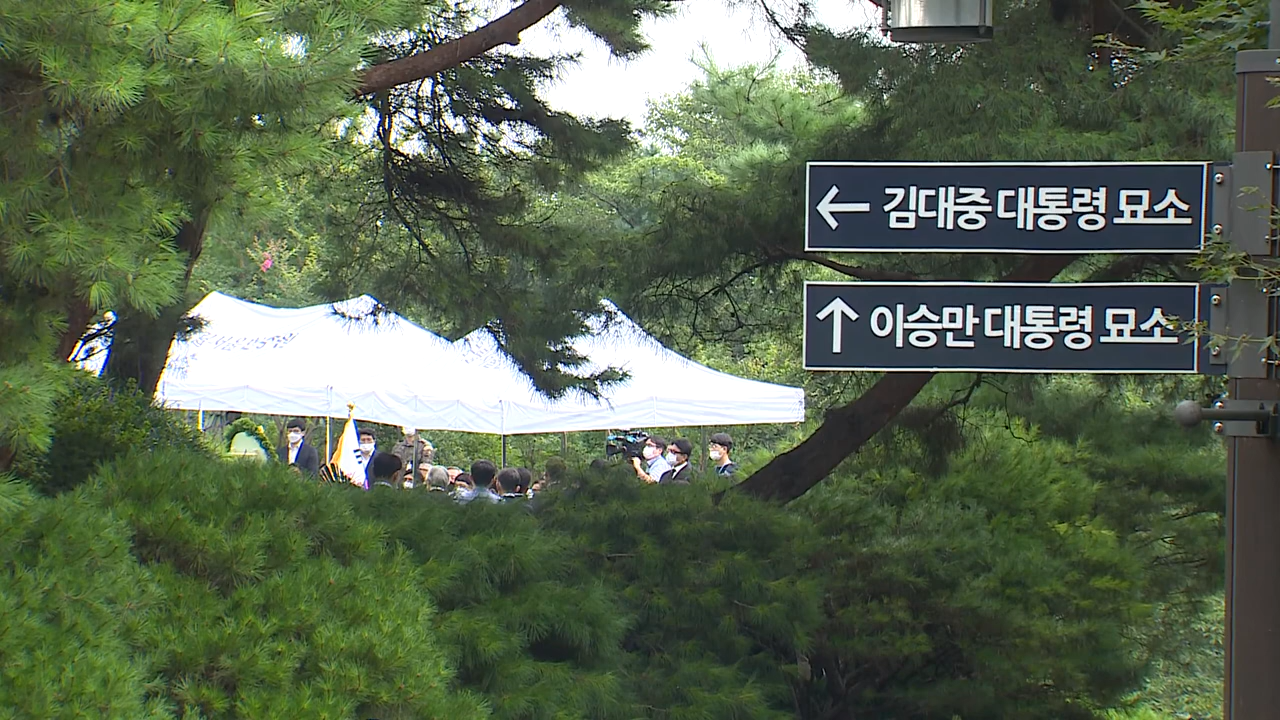 ← 김대중 대통령 묘소
↑ 이승만 대통령 묘소